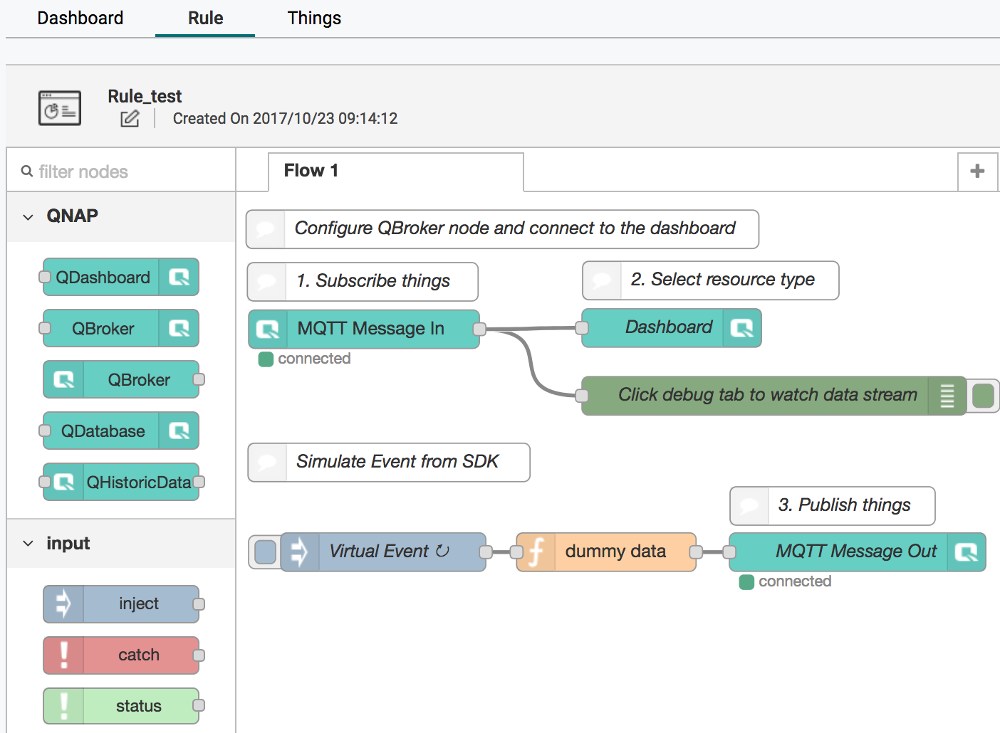 Dashboard Rule Things
Rule_test
Created On 2017/10/23 09:14:12
filter nodes
Flow 1
QNAP
QDashboard
QBroker
QBroker
QDatabase
QHistoricData
input
inject
catch
status
Configure QBroker node and connect to the dashboard
1. Subscribe things
2. Select resource type
MQTT Message In
Dashboard
connected
Click debug tab to watch data stream
Simulate Event from SDK
3. Publish things
Virtual Event ↻
dummy data
MQTT Message Out
connected